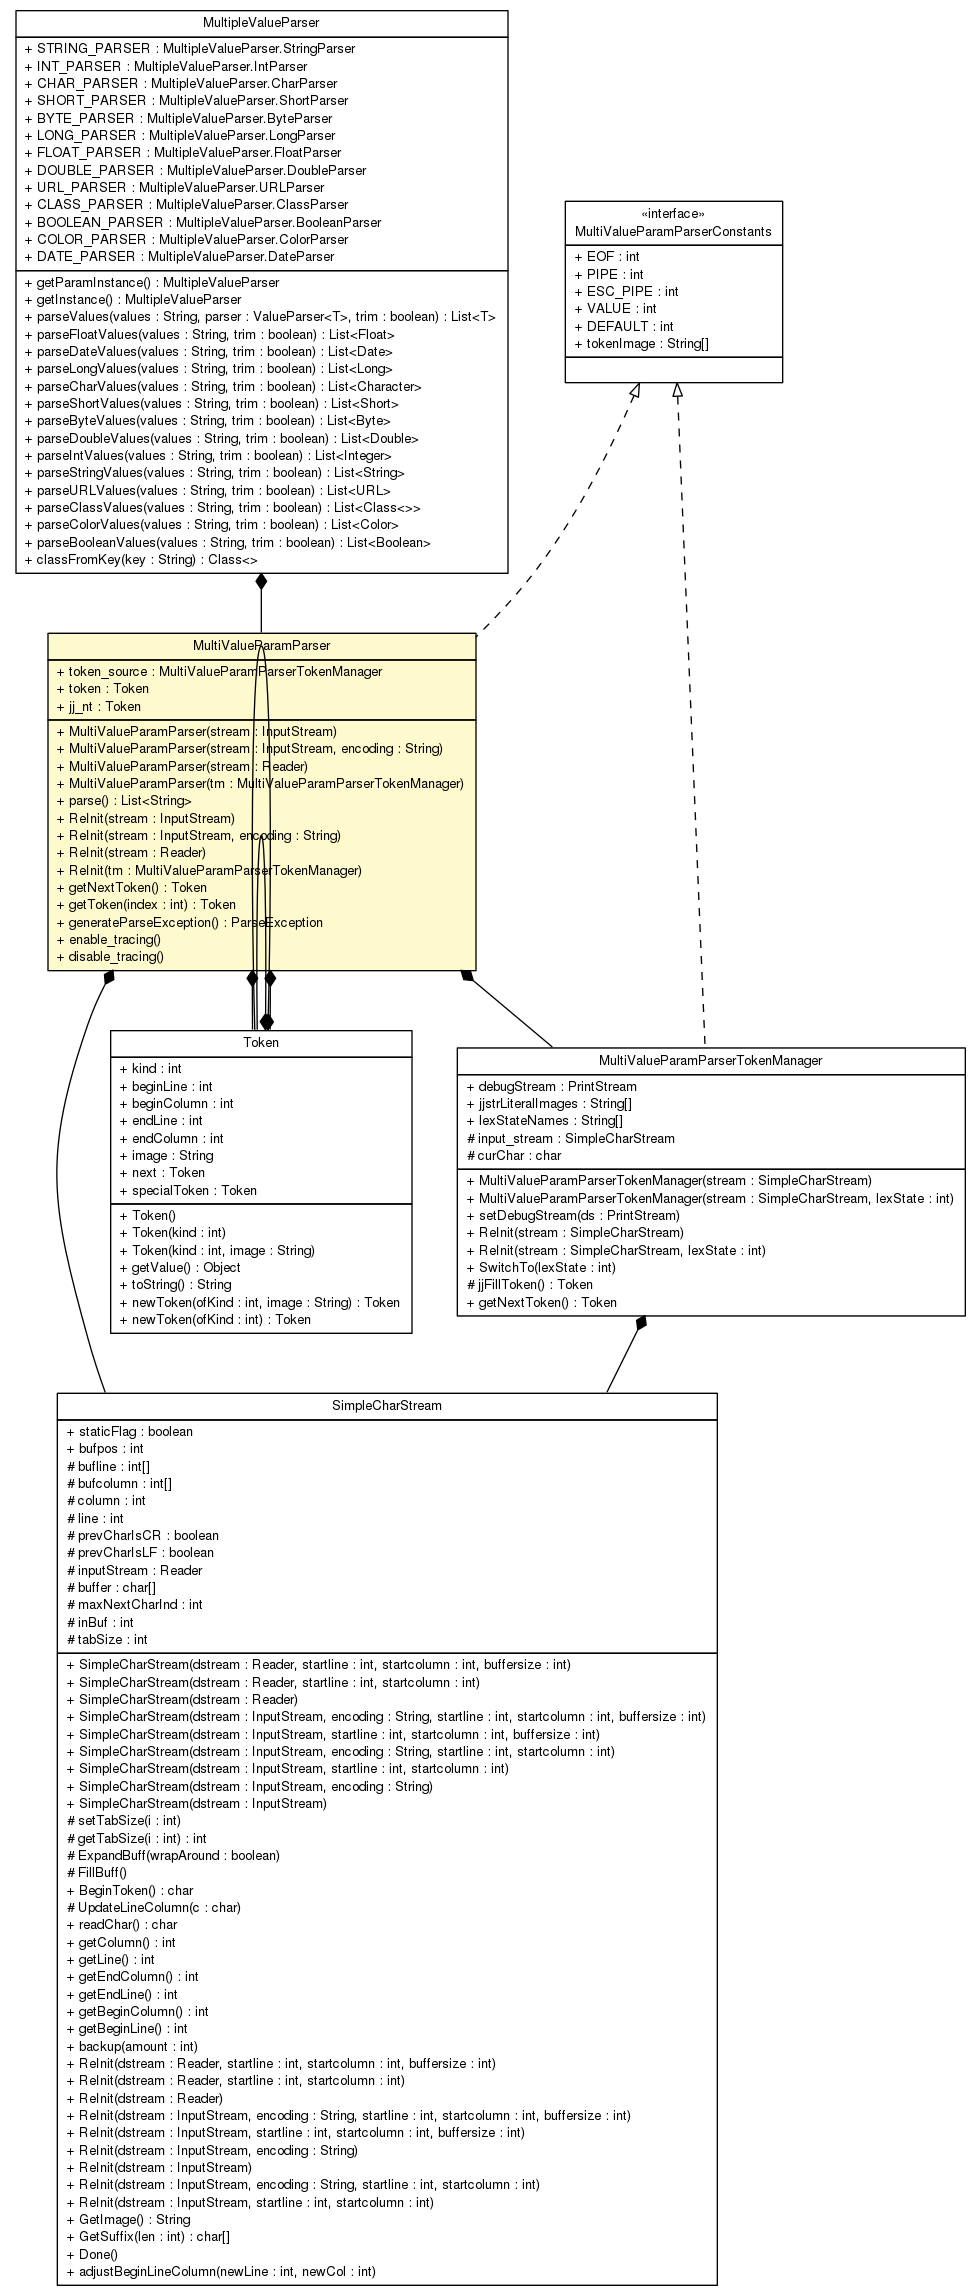 MultipleValueParser
+ STRING_PARSER : MultipleValueParser.StringParser
+ INT_PARSER : MultipleValueParser.IntParser
+ CHAR_PARSER : MultipleValueParser.CharParser
+ SHORT_PARSER : MultipleValueParser.ShortParser
+ BYTE_PARSER : MultipleValueParser.ByteParser
+ LONG_PARSER : MultipleValueParser.LongParser
+ FLOAT_PARSER : MultipleValueParser.FloatParser
+ DOUBLE_PARSER : MultipleValueParser.DoubleParser
+ URL_PARSER : MultipleValueParser.URLParser
+ CLASS_PARSER : MultipleValueParser.ClassParser
+ BOOLEAN_PARSER : MultipleValueParser.BooleanParser
+ COLOR_PARSER : MultipleValueParser.ColorParser
+ DATE_PARSER : MultipleValueParser.DateParser
+ getParamInstance() : MultipleValueParser
+ getInstance() : MultipleValueParser
+ parseValues(values : String, parser : ValueParser<T>, trim : boolean) : List<T>
+ parseFloatValues(values : String, trim : boolean) : List<Float>
+ parseDateValues(values : String, trim : boolean) : List<Date>
+ parseLongValues(values : String, trim : boolean) : List<Long>
+ parseCharValues(values : String, trim : boolean) : List<Character>
+ parseShortValues(values : String, trim : boolean) : List<Short>
+ parseByteValues(values : String, trim : boolean) : List<Byte>
+ parseDoubleValues(values : String, trim : boolean) : List<Double>
+ parseIntValues(values : String, trim : boolean) : List<Integer>
+ parseStringValues(values : String, trim : boolean) : List<String>
+ parseURLValues(values : String, trim : boolean) : List<URL>
+ parseClassValues(values : String, trim : boolean) : List<Class<>>
+ parseColorValues(values : String, trim : boolean) : List<Color>
+ parseBooleanValues(values : String, trim : boolean) : List<Boolean>
+ classFromKey(key : String) : Class<>
«interface»
MultiValueParamParserConstants
+ EOF : int
+ PIPE : int
+ ESC_PIPE : int
+ VALUE : int
+ DEFAULT : int
+ tokenImage : String[]
MultiValueParamParser
+ token_source : MultiValueParamParserTokenManager
+ token : Token
+ jj_nt : Token
+ MultiValueParamParser(stream : InputStream)
+ MultiValueParamParser(stream : InputStream, encoding : String)
+ MultiValueParamParser(stream : Reader)
+ MultiValueParamParser(tm : MultiValueParamParserTokenManager)
+ parse() : List<String>
+ ReInit(stream : InputStream)
+ ReInit(stream : InputStream, encoding : String)
+ ReInit(stream : Reader)
+ ReInit(tm : MultiValueParamParserTokenManager)
+ getNextToken() : Token
+ getToken(index : int) : Token
+ generateParseException() : ParseException
+ enable_tracing()
+ disable_tracing()
Token
+ kind : int
+ beginLine : int
+ beginColumn : int
+ endLine : int
+ endColumn : int
+ image : String
+ next : Token
+ specialToken : Token
+ Token()
+ Token(kind : int)
+ Token(kind : int, image : String)
+ getValue() : Object
+ toString() : String
+ newToken(ofKind : int, image : String) : Token
+ newToken(ofKind : int) : Token
MultiValueParamParserTokenManager
+ debugStream : PrintStream
+ jjstrLiteralImages : String[]
+ lexStateNames : String[]
# input_stream : SimpleCharStream
# curChar : char
+ MultiValueParamParserTokenManager(stream : SimpleCharStream)
+ MultiValueParamParserTokenManager(stream : SimpleCharStream, lexState : int)
+ setDebugStream(ds : PrintStream)
+ ReInit(stream : SimpleCharStream)
+ ReInit(stream : SimpleCharStream, lexState : int)
+ SwitchTo(lexState : int)
# jjFillToken() : Token
+ getNextToken() : Token
SimpleCharStream
+ staticFlag : boolean
+ bufpos : int
# bufline : int[]
# bufcolumn : int[]
# column : int
# line : int
# prevCharIsCR : boolean
# prevCharIsLF : boolean
# inputStream : Reader
# buffer : char[]
# maxNextCharInd : int
# inBuf : int
# tabSize : int
+ SimpleCharStream(dstream : Reader, startline : int, startcolumn : int, buffersize : int)
+ SimpleCharStream(dstream : Reader, startline : int, startcolumn : int)
+ SimpleCharStream(dstream : Reader)
+ SimpleCharStream(dstream : InputStream, encoding : String, startline : int, startcolumn : int, buffersize : int)
+ SimpleCharStream(dstream : InputStream, startline : int, startcolumn : int, buffersize : int)
+ SimpleCharStream(dstream : InputStream, encoding : String, startline : int, startcolumn : int)
+ SimpleCharStream(dstream : InputStream, startline : int, startcolumn : int)
+ SimpleCharStream(dstream : InputStream, encoding : String)
+ SimpleCharStream(dstream : InputStream)
# setTabSize(i : int)
# getTabSize(i : int) : int
# ExpandBuff(wrapAround : boolean)
# FillBuff()
+ BeginToken() : char
# UpdateLineColumn(c : char)
+ readChar() : char
+ getColumn() : int
+ getLine() : int
+ getEndColumn() : int
+ getEndLine() : int
+ getBeginColumn() : int
+ getBeginLine() : int
+ backup(amount : int)
+ ReInit(dstream : Reader, startline : int, startcolumn : int, buffersize : int)
+ ReInit(dstream : Reader, startline : int, startcolumn : int)
+ ReInit(dstream : Reader)
+ ReInit(dstream : InputStream, encoding : String, startline : int, startcolumn : int, buffersize : int)
+ ReInit(dstream : InputStream, startline : int, startcolumn : int, buffersize : int)
+ ReInit(dstream : InputStream, encoding : String)
+ ReInit(dstream : InputStream)
+ ReInit(dstream : InputStream, encoding : String, startline : int, startcolumn : int)
+ ReInit(dstream : InputStream, startline : int, startcolumn : int)
+ GetImage() : String
+ GetSuffix(len : int) : char[]
+ Done()
+ adjustBeginLineColumn(newLine : int, newCol : int)